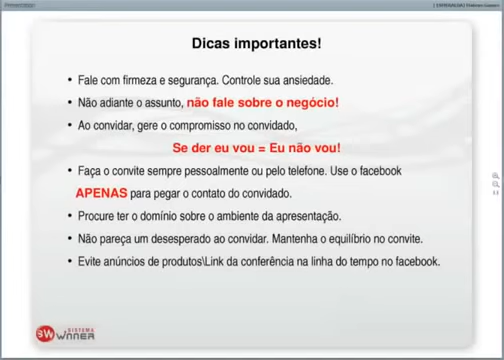 Dicas importantes!
• Fale com firmeza e segurança. Controle sua ansiedade.
• Não adiante o assunto, não fale sobre o negócio!
• Ao convidar, gere o compromisso no convidado,
Se der eu vou = Eu não vou!
• Faça o convite sempre pessoalmente ou pelo telefone. Use o facebook
APENAS para pegar o contato do convidado.
• Procure ter o domínio sobre o ambiente da apresentação.
• Não pareça um desesperado ao convidar. Mantenha o equilíbrio no convite.
• Evite anúncios de produtos\Link da conferência na linha do tempo no facebook.
SISTEMA
WINNER